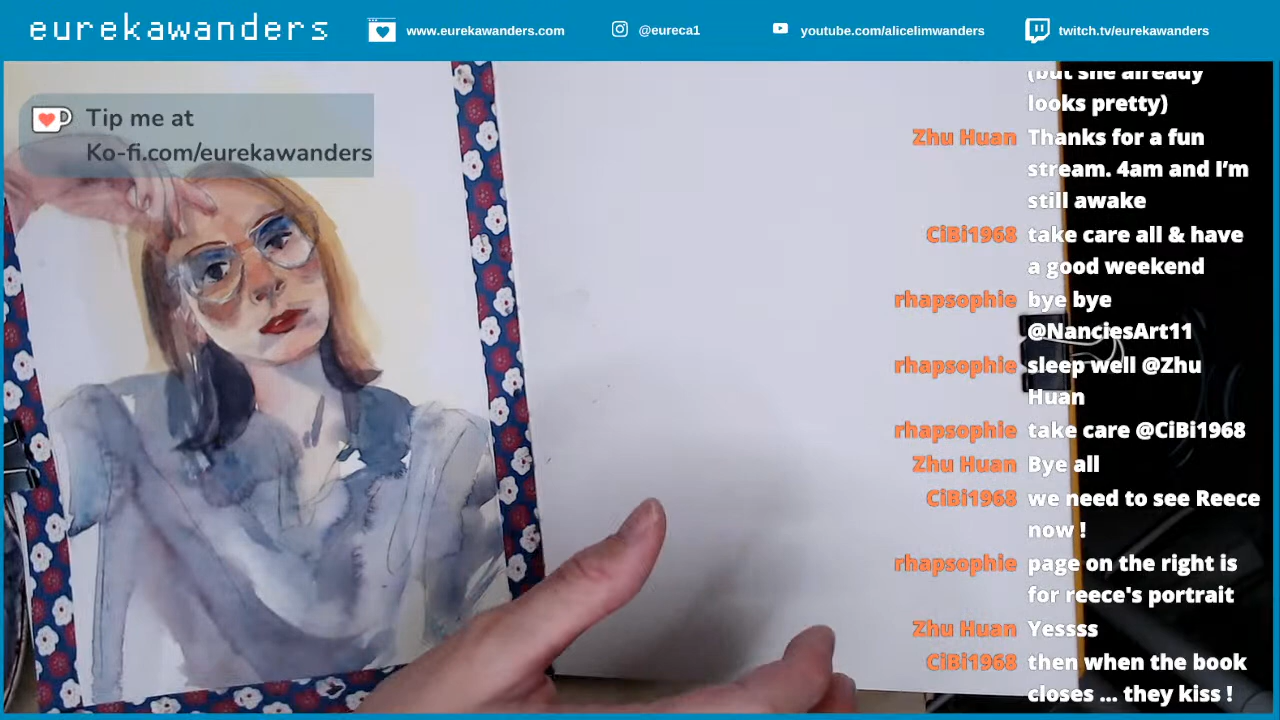 eurekawanders
www.eurekawanders.com
@eureca1
youtube.com/alicelimwanders
twitch.tv/eurekawanders
Tip me at
Ko-fi.com/eurekawanders
(but she already
looks pretty)
Zhu Huan Thanks for a fun
stream. 4am and I’m
still awake
CiBi1968 take care all & have
a good weekend
rhapsophie bye bye
@NanciesArt11
rhapsophie sleep well @Zhu
Huan
rhapsophie take care @CiBi1968
Zhu Huan Bye all
CiBi1968 we need to see Reece
now !
rhapsophie page on the right is
for reece's portrait
Zhu Huan Yessss
CiBi1968 then when the book
closes ... they kiss !